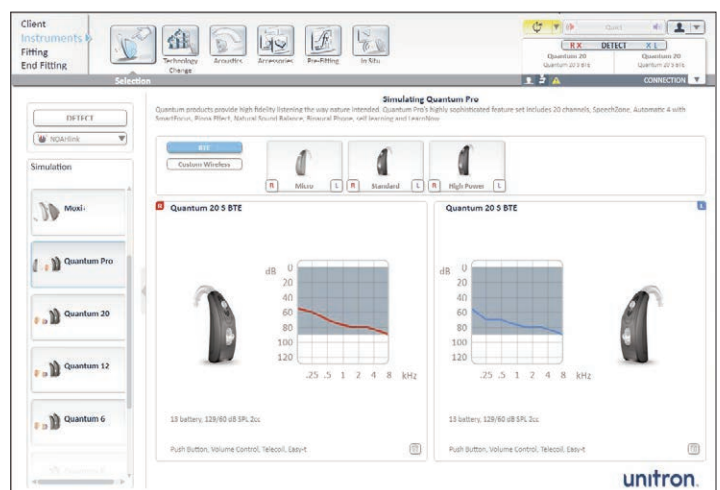 Client
Instruments
Fitting
End Fitting
Technology
Change
Acoustics
Accessories
Pre-Fitting
In Situ
Selection
Quest
R X DETECT X L
Quantum 20
Quantum 20 S BTE
Quantum 20
Quantum 20 S BTE
CONNECTION
DETECT
NOAHlink
Simulation
Moxi
Quantum Pro
Quantum 20
Quantum 12
Quantum 6
Simulating Quantum Pro
Quantum products provide high fidelity listening the way nature intended. Quantum Pro's highly sophisticated feature set includes 20 channels, SpeechZone, Automatic 4 with
SmartFocus, Pinna Effect, Natural Sound Balance, Binaural Phone, self learning and LearnNow.
BTE
Custom Wireless
R Micro L
R Standard L
R High Power L
R Quantum 20 S BTE
dB
0
20
40
60
80
100
120
.25 .5 1 2 4 8 kHz
13 battery, 129/60 dB SPL 2cc
Push Button, Volume Control, Telecoil, Easy-t
Quantum 20 S BTE L
dB
0
20
40
60
80
100
120
.25 .5 1 2 4 8 kHz
13 battery, 129/60 dB SPL 2cc
Push Button, Volume Control, Telecoil, Easy-t
unitron.